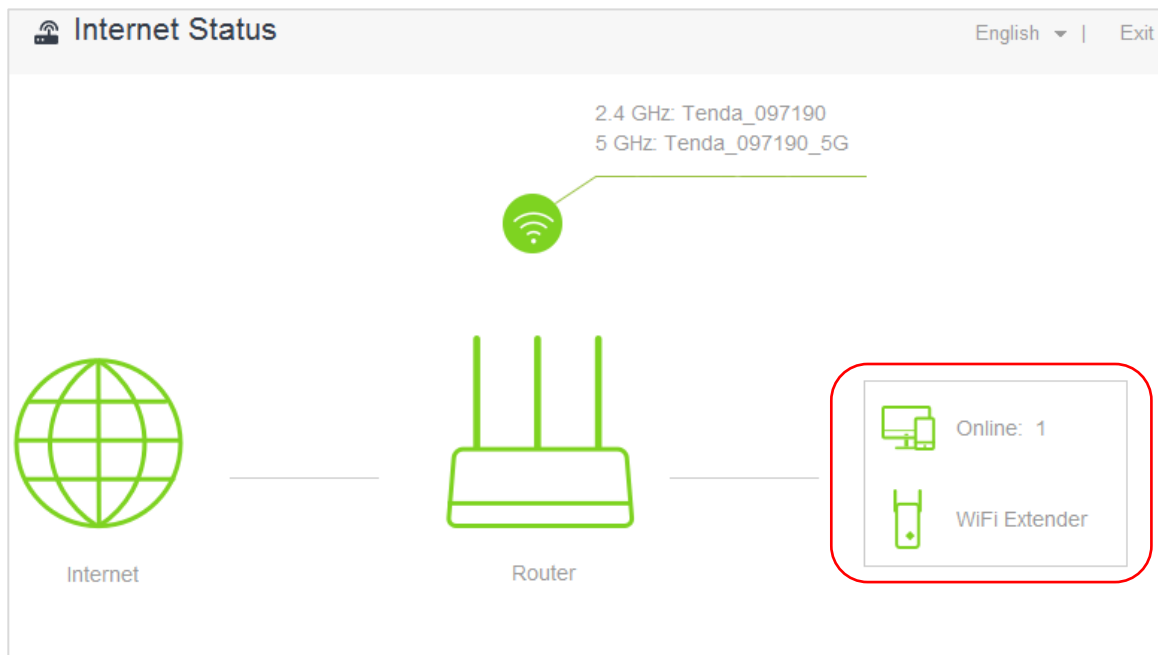 Internet Status
English | Exit
2.4 GHz: Tenda_097190
5 GHz: Tenda_097190_5G
Online: 1
WiFi Extender
Internet
Router